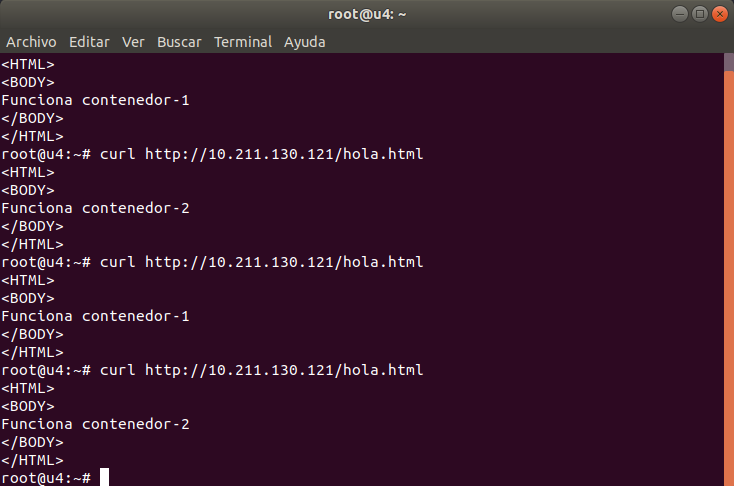 root@u4: ~
Archivo Editar Ver Buscar Terminal Ayuda
<HTML>
<BODY>
Funciona contenedor-1
</BODY>
</HTML>
root@u4:~# curl http://10.211.130.121/hola.html
<HTML>
<BODY>
Funciona contenedor-2
</BODY>
</HTML>
root@u4:~# curl http://10.211.130.121/hola.html
<HTML>
<BODY>
Funciona contenedor-1
</BODY>
</HTML>
root@u4:~# curl http://10.211.130.121/hola.html
<HTML>
<BODY>
Funciona contenedor-2
</BODY>
</HTML>
root@u4:~#